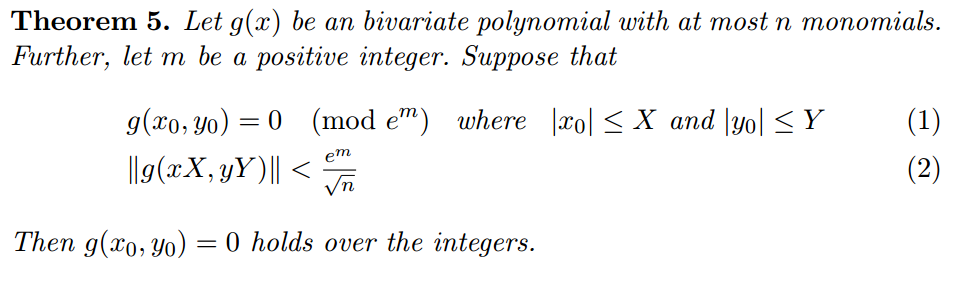 Theorem 5. Let g(x) be an bivariate polynomial with at most n monomials.
Further, let m be a positive integer. Suppose that
g(x₀, y₀) = 0 (mod eᵐ) where |x₀| ≤ X and |y₀| ≤ Y (1)
‖g(xX, yY)‖ < eᵐ/√n (2)
Then g(x₀, y₀) = 0 holds over the integers.